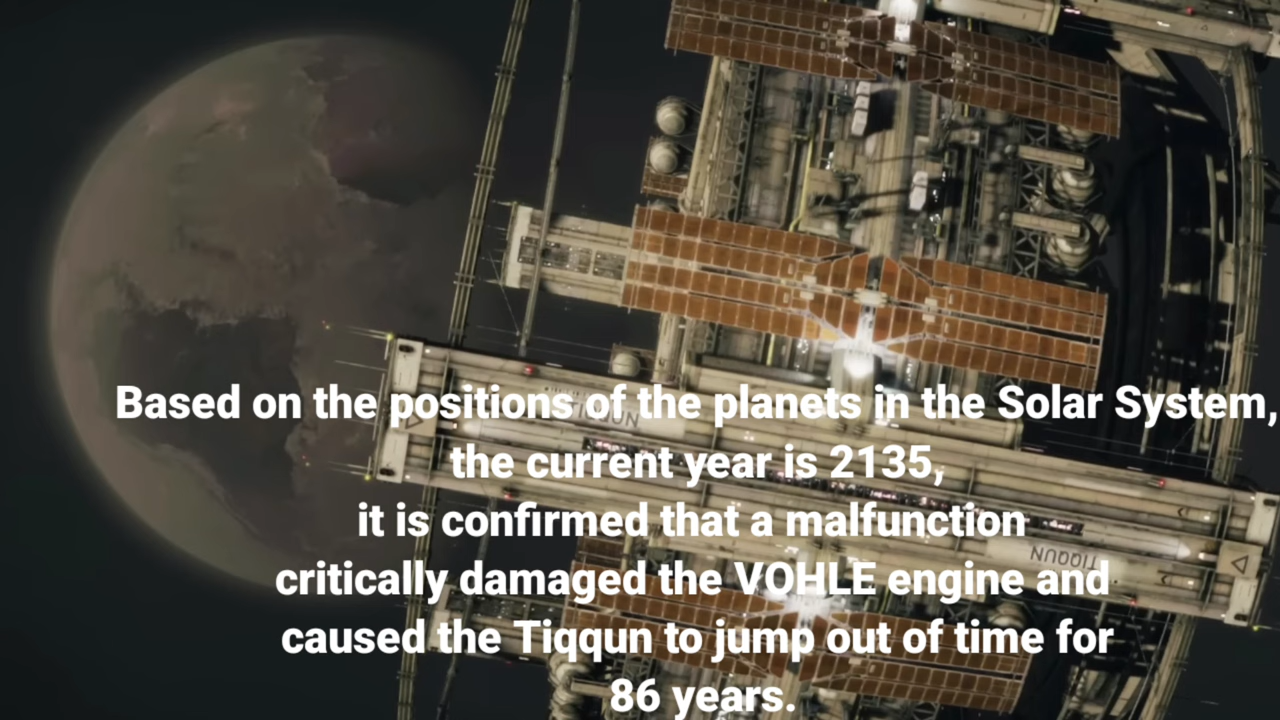 Based on the positions of the planets in the Solar System,
the current year is 2135,
it is confirmed that a malfunction
critically damaged the VOHLE engine and
caused the Tiqqun to jump out of time for
86 years.
TIQQUN